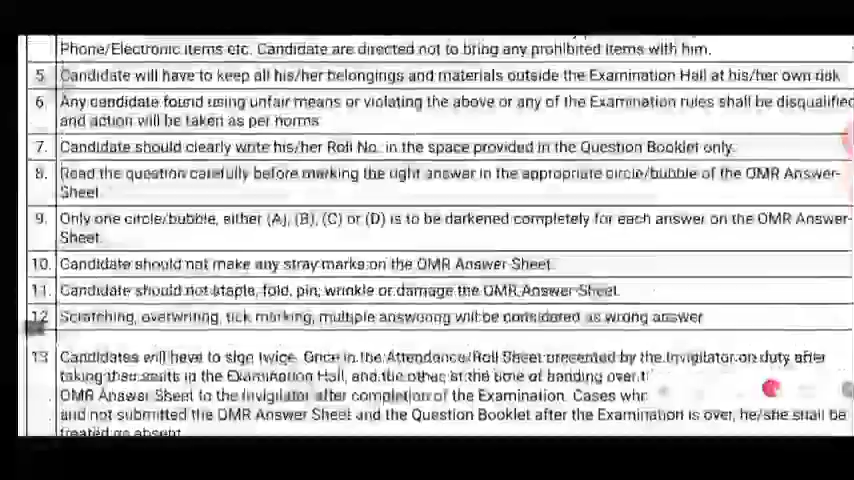 Phone/Electronic items etc. Candidate are directed not to bring any prohibited items with him.
5. Candidate will have to keep all his/her belongings and materials outside the Examination Hall at his/her own risk
6. Any candidate found using unfair means or violating the above or any of the Examination rules shall be disqualified
and action will be taken as per norms
7. Candidate should clearly write his/her Roll No. in the space provided in the Question Booklet only.
8. Read the question carefully before marking the right answer in the appropriate circle/bubble of the OMR Answer-
Sheet.
9. Only one circle/bubble, either (A), (B), (C) or (D) is to be darkened completely for each answer on the OMR Answer-
Sheet.
10. Candidate should not make any stray marks on the OMR Answer Sheet.
11. Candidate should not staple, fold, pin, wrinkle or damage the OMR Answer Sheet.
12 Scratching, overwriting, tick marking, multiple answering will be considered as wrong answer
13 Candidates will have to sign twice. Once in the Attendance/Roll Sheet presented by the Invigilator on duty after
taking their seats in the Examination Hall, and the other at the time of handing over t
OMR Answer Sheet to the Invigilator after completion of the Examination. Cases wher
and not submitted the OMR Answer Sheet and the Question Booklet after the Examination is over, he/she shall be
treated as absent